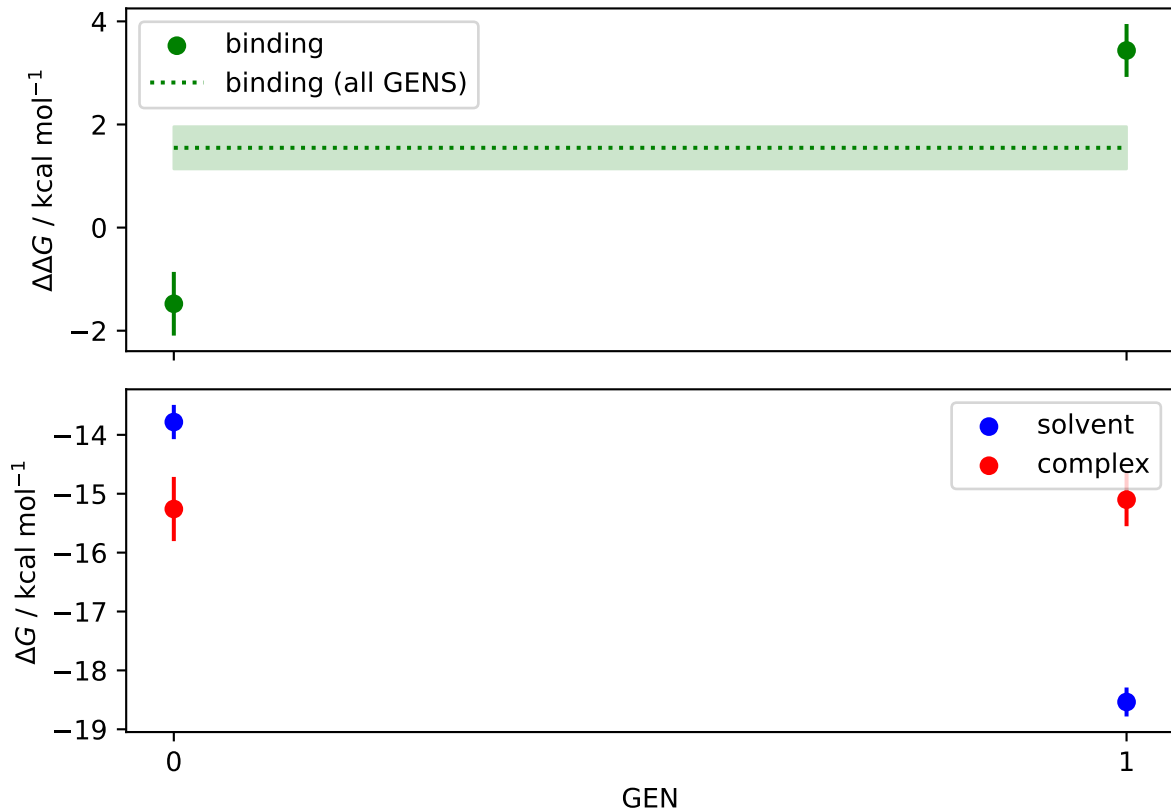 4
2
0
−2
ΔΔG / kcal mol⁻¹
binding
binding (all GENS)
−14
−15
−16
−17
−18
−19
ΔG / kcal mol⁻¹
solvent
complex
0
1
GEN